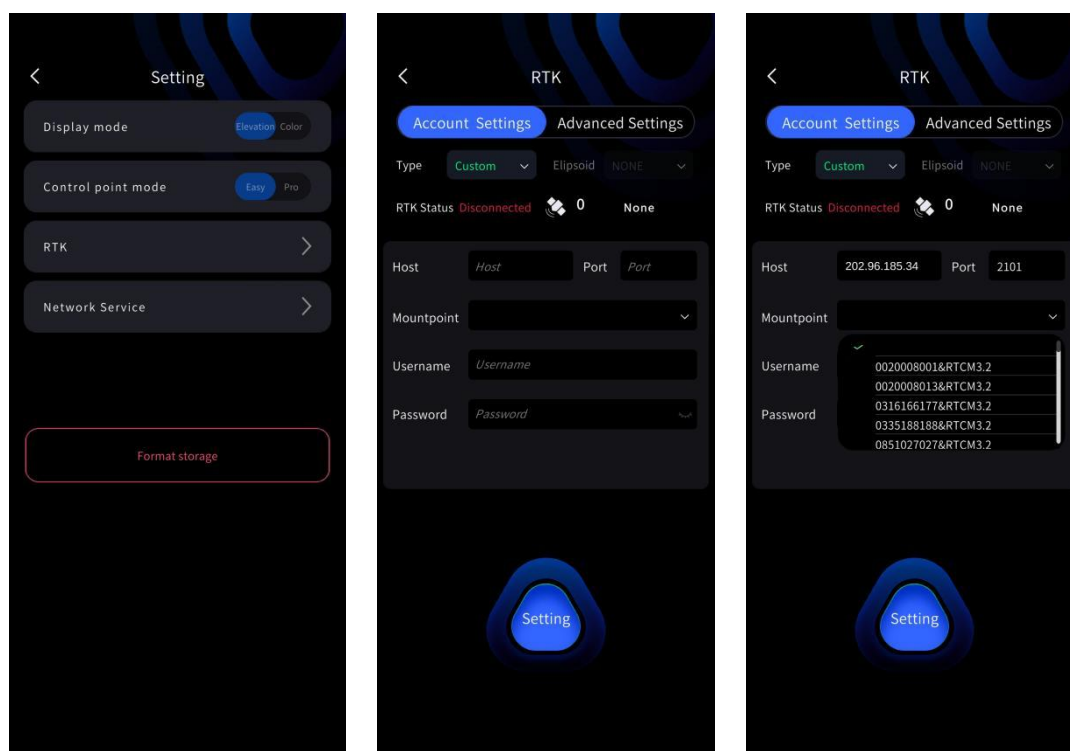 Setting
Display mode Elevation Color
Control point mode Easy Pro
RTK
Network Service
Format storage
RTK
Account Settings Advanced Settings
Type Custom Elipsoid NONE
RTK Status Disconnected 0 None
Host Host Port Port
Mountpoint
Username Username
Password Password
Setting
RTK
Account Settings Advanced Settings
Type Custom Elipsoid NONE
RTK Status Disconnected 0 None
Host 202.96.185.34 Port 2101
Mountpoint
Username 0020008001&RTCM3.2
0020008013&RTCM3.2
0316166177&RTCM3.2
Password 0335188188&RTCM3.2
0851027027&RTCM3.2
Setting